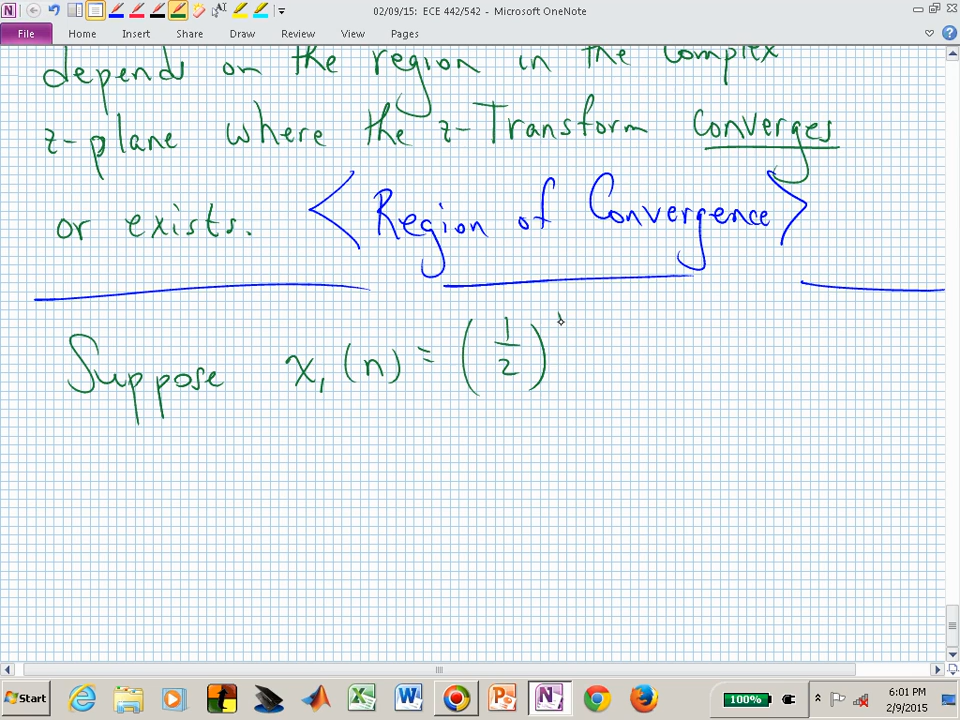 02/09/15: ECE 442/542 - Microsoft OneNote
File Home Insert Share Draw Review View Pages
depends on the region in the complex
z-plane where the z-Transform converges
or exists. <Region of Convergence>
Suppose x₁(n) = (1/2)
Start 100% 6:01 PM
2/9/2015